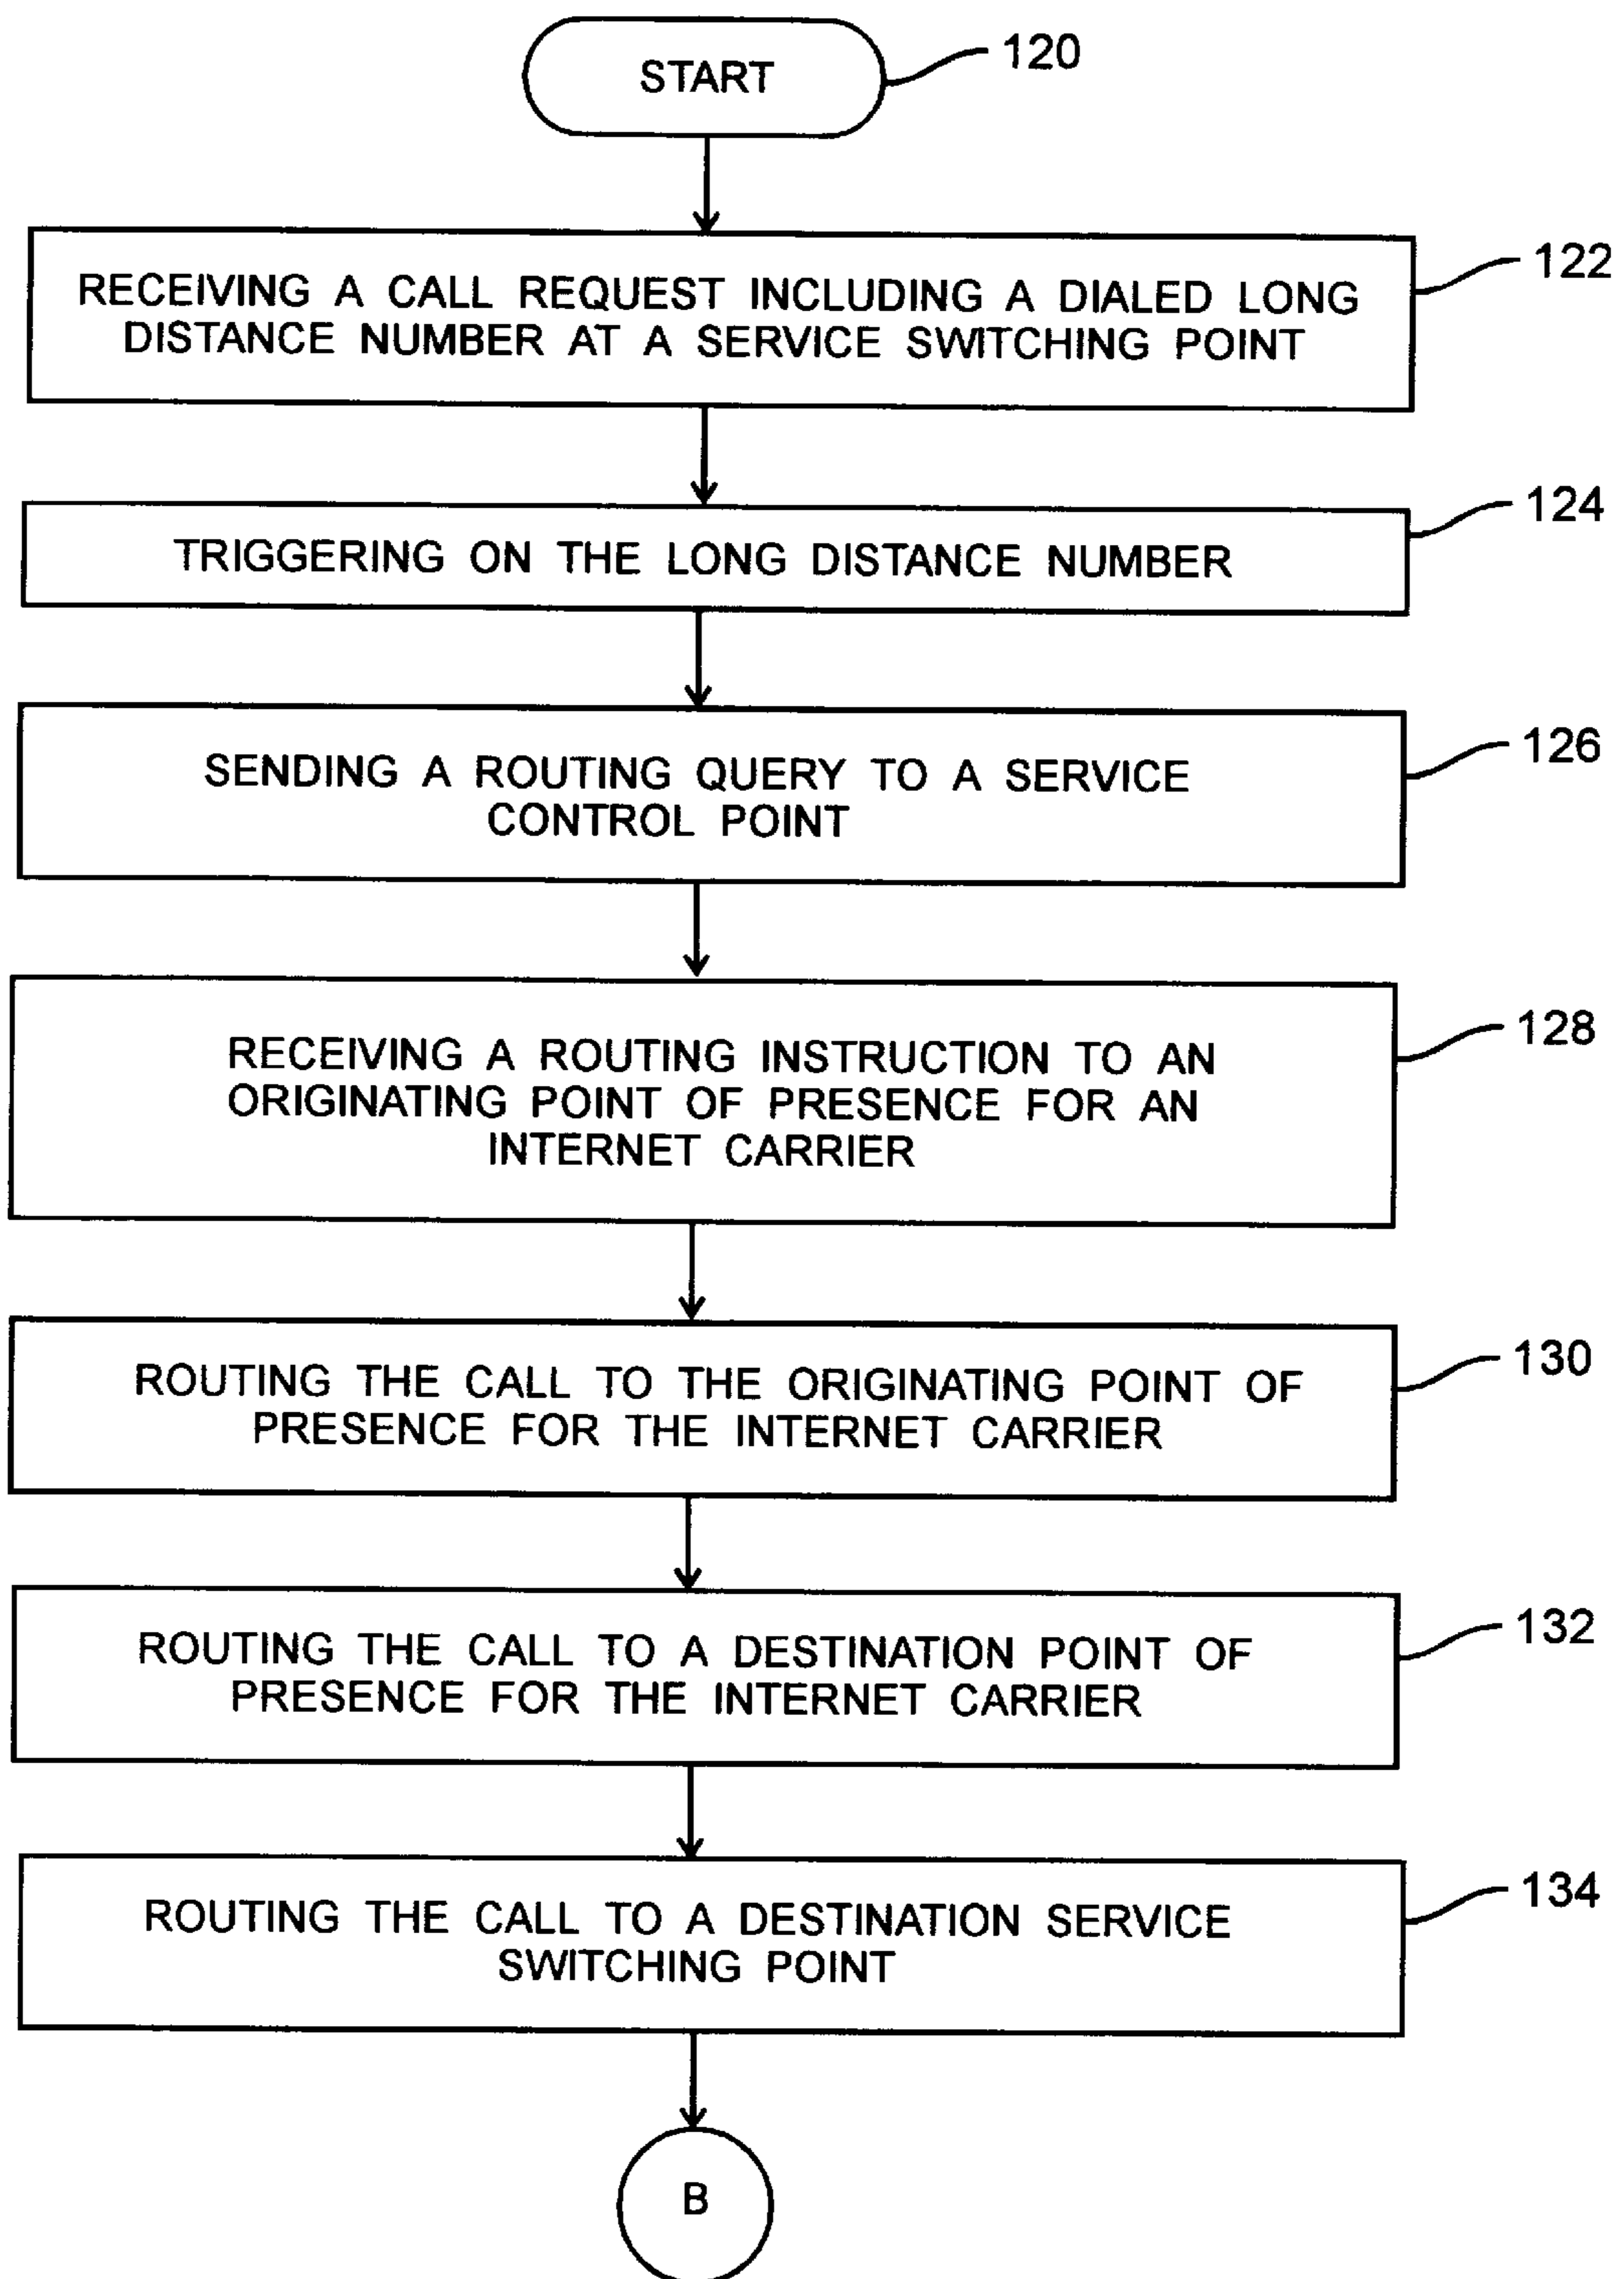 START
120
RECEIVING A CALL REQUEST INCLUDING A DIALED LONG
DISTANCE NUMBER AT A SERVICE SWITCHING POINT
122
TRIGGERING ON THE LONG DISTANCE NUMBER
124
SENDING A ROUTING QUERY TO A SERVICE
CONTROL POINT
126
RECEIVING A ROUTING INSTRUCTION TO AN
ORIGINATING POINT OF PRESENCE FOR AN
INTERNET CARRIER
128
ROUTING THE CALL TO THE ORIGINATING POINT OF
PRESENCE FOR THE INTERNET CARRIER
130
ROUTING THE CALL TO A DESTINATION POINT OF
PRESENCE FOR THE INTERNET CARRIER
132
ROUTING THE CALL TO A DESTINATION SERVICE
SWITCHING POINT
134
B